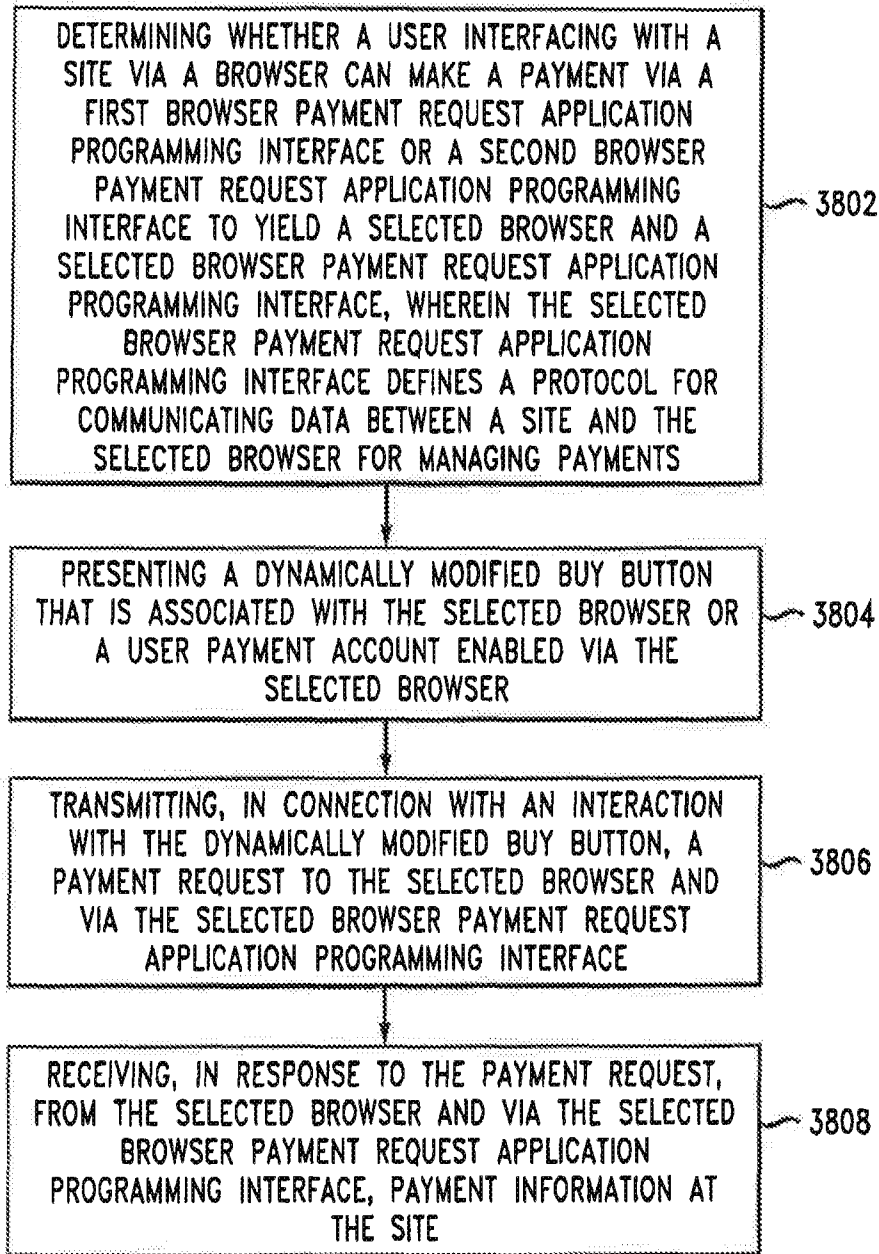 DETERMINING WHETHER A USER INTERFACING WITH A
SITE VIA A BROWSER CAN MAKE A PAYMENT VIA A
FIRST BROWSER PAYMENT REQUEST APPLICATION
PROGRAMMING INTERFACE OR A SECOND BROWSER
PAYMENT REQUEST APPLICATION PROGRAMMING
INTERFACE TO YIELD A SELECTED BROWSER AND A
SELECTED BROWSER PAYMENT REQUEST APPLICATION
PROGRAMMING INTERFACE, WHEREIN THE SELECTED
BROWSER PAYMENT REQUEST APPLICATION
PROGRAMMING INTERFACE DEFINES A PROTOCOL FOR
COMMUNICATING DATA BETWEEN A SITE AND THE
SELECTED BROWSER FOR MANAGING PAYMENTS
3802
PRESENTING A DYNAMICALLY MODIFIED BUY BUTTON
THAT IS ASSOCIATED WITH THE SELECTED BROWSER OR
A USER PAYMENT ACCOUNT ENABLED VIA THE
SELECTED BROWSER
3804
TRANSMITTING, IN CONNECTION WITH AN INTERACTION
WITH THE DYNAMICALLY MODIFIED BUY BUTTON, A
PAYMENT REQUEST TO THE SELECTED BROWSER AND
VIA THE SELECTED BROWSER PAYMENT REQUEST
APPLICATION PROGRAMMING INTERFACE
3806
RECEIVING, IN RESPONSE TO THE PAYMENT REQUEST,
FROM THE SELECTED BROWSER AND VIA THE SELECTED
BROWSER PAYMENT REQUEST APPLICATION
PROGRAMMING INTERFACE, PAYMENT INFORMATION AT
THE SITE
3808